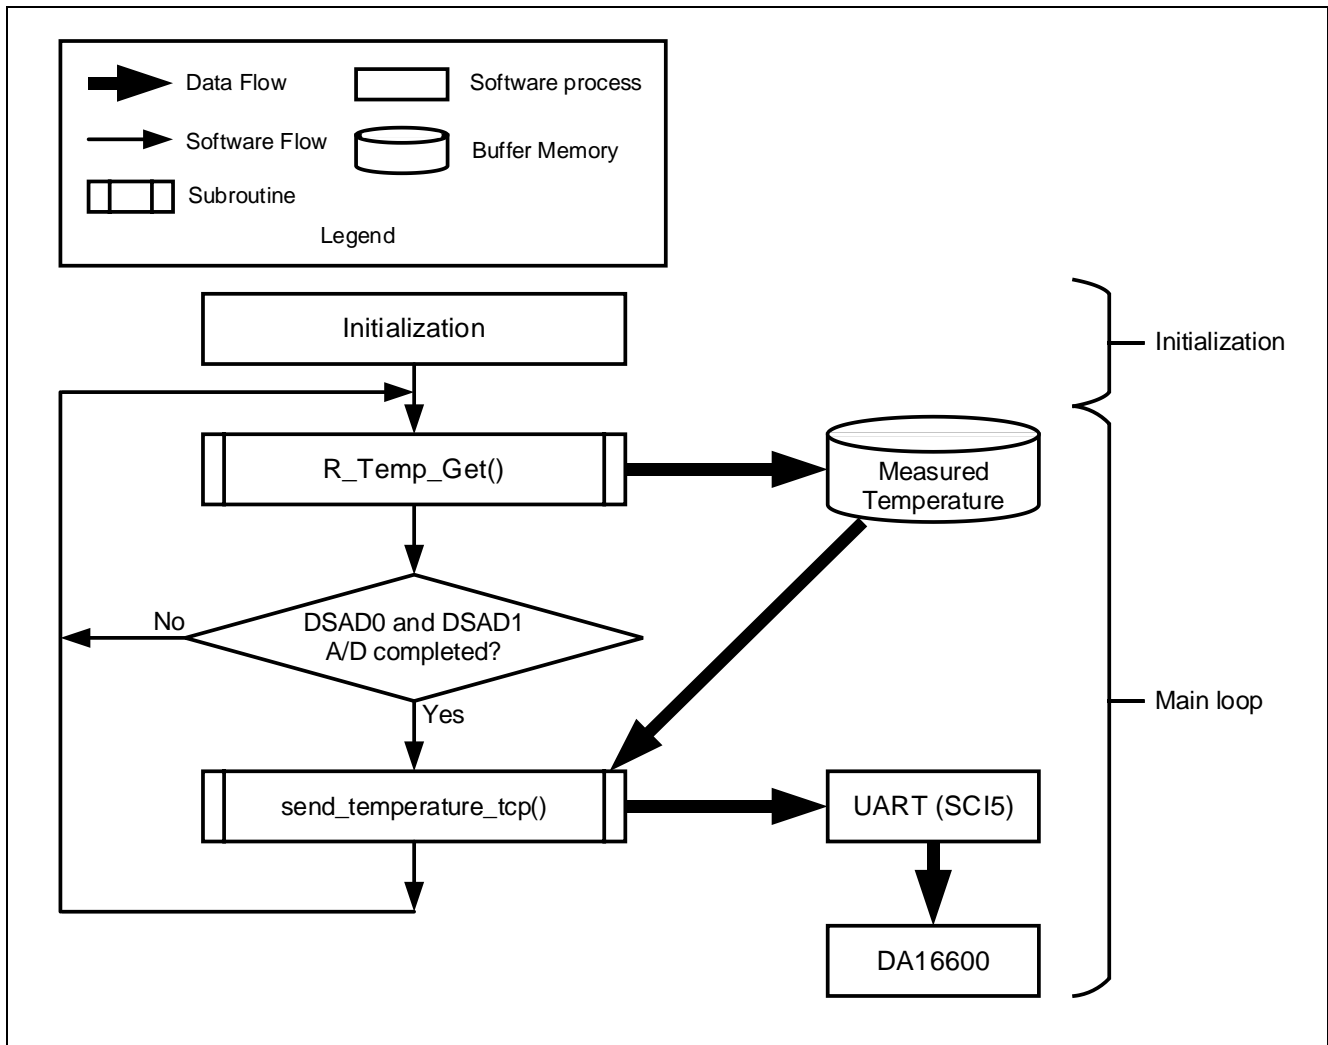 Data Flow
Software process
Software Flow
Buffer Memory
Subroutine
Legend
Initialization
Initialization
R_Temp_Get()
Measured
Temperature
No
DSAD0 and DSAD1
A/D completed?
Yes
Main loop
send_temperature_tcp()
UART (SCI5)
DA16600